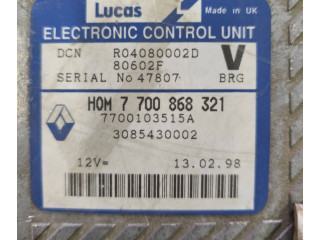 Lucas
Made in UK
ELECTRONIC CONTROL UNIT
DCN R04080002D V
80602F
SERIAL No 47807 BRG
HOM 7 700 868 321
7700103515A
3085430002
12V= 13.02.98